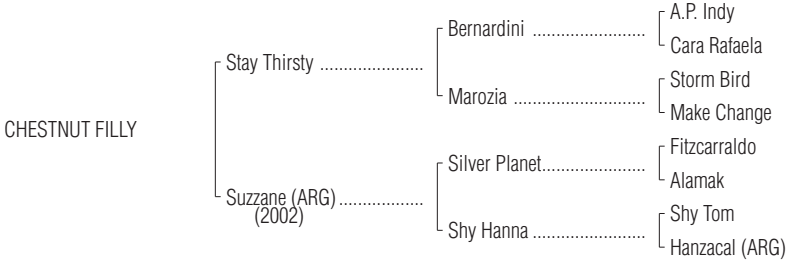 A.P. Indy
Bernardini ........................
Cara Rafaela
Stay Thirsty ......................
Storm Bird
Marozia ............................
Make Change
CHESTNUT FILLY
Fitzcarraldo
Silver Planet......................
Alamak
Suzzane (ARG) ..................
(2002)
Shy Tom
Shy Hanna ........................
Hanzacal (ARG)